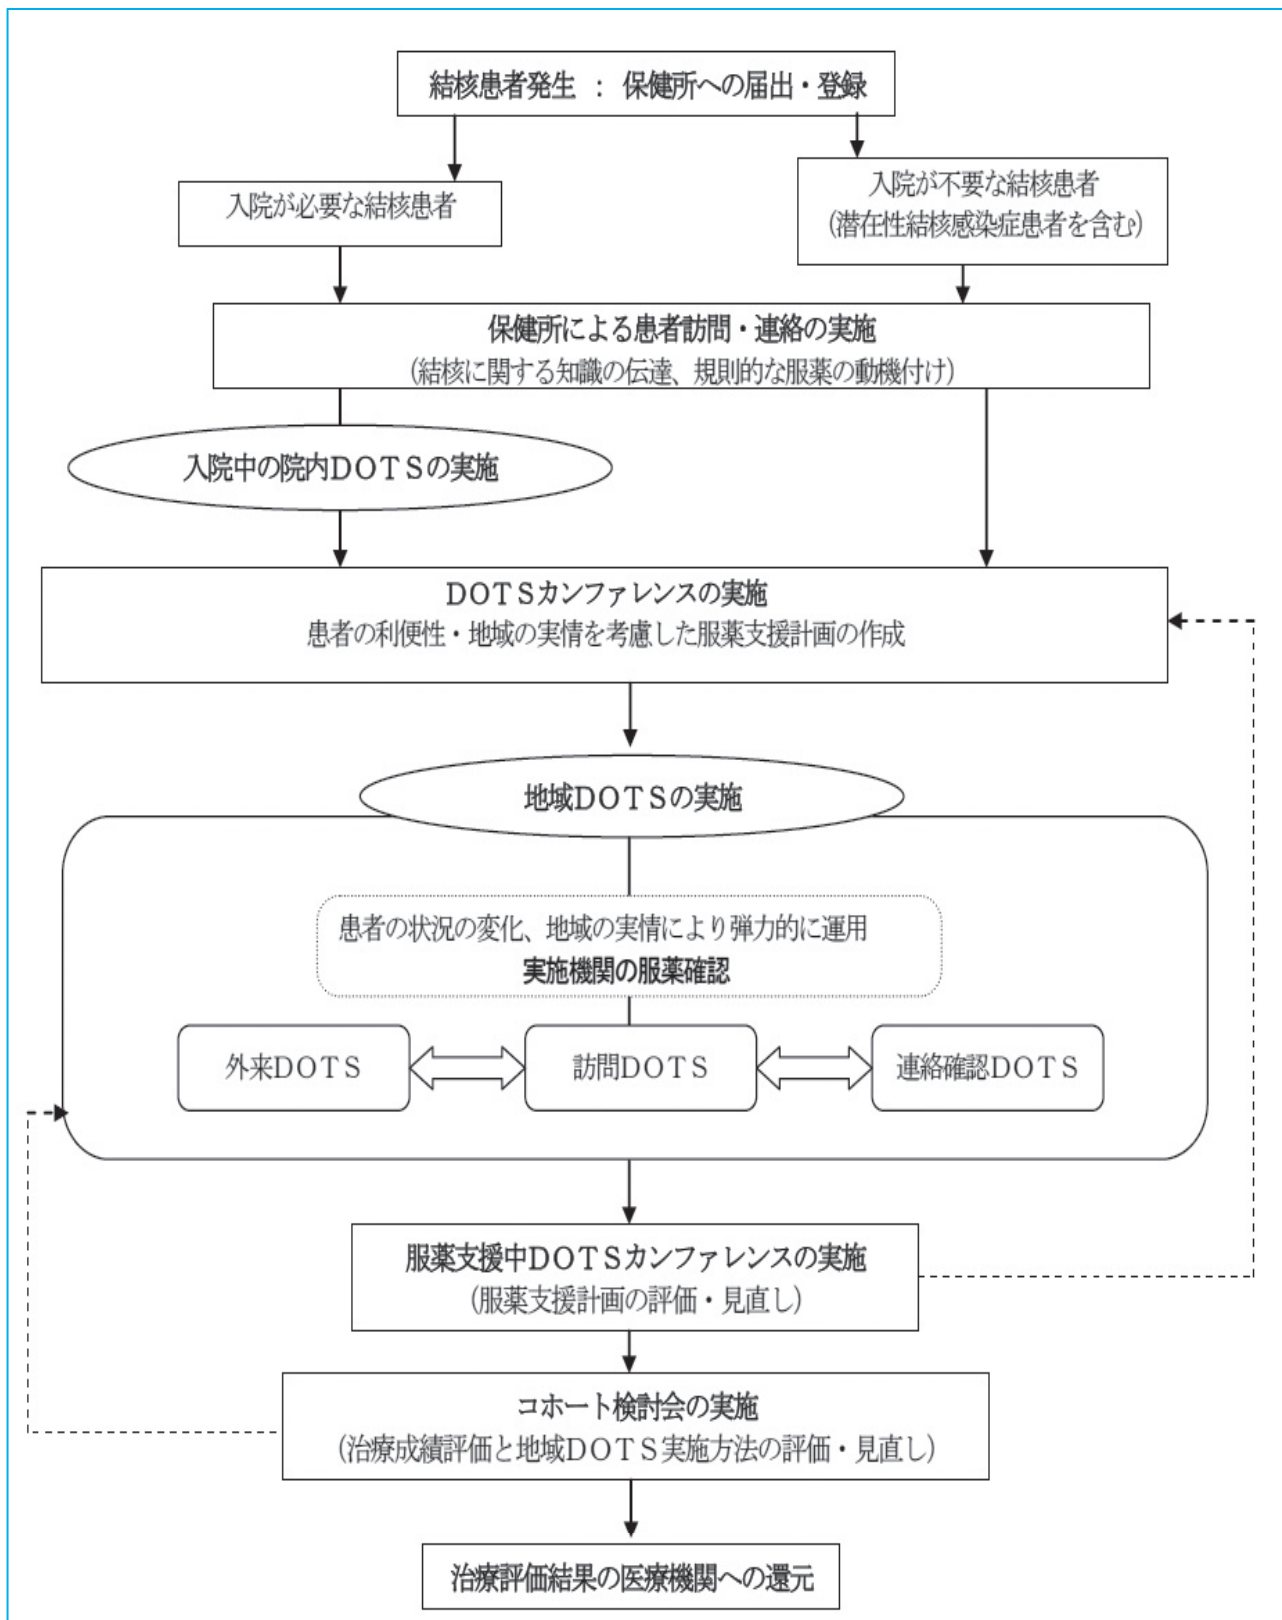 結核患者発生 : 保健所への届出・登録
入院が必要な結核患者
入院が不要な結核患者
(潜在性結核感染症患者を含む)
保健所による患者訪問・連絡の実施
(結核に関する知識の伝達、規則的な服薬の動機付け)
入院中の院内DOTSの実施
DOTSカンファレンスの実施
患者の利便性・地域の実情を考慮した服薬支援計画の作成
地域DOTSの実施
患者の状況の変化、地域の実情により弾力的に運用
実施機関の服薬確認
外来DOTS
訪問DOTS
連絡確認DOTS
服薬支援中DOTSカンファレンスの実施
(服薬支援計画の評価・見直し)
コホート検討会の実施
(治療成績評価と地域DOTS実施方法の評価・見直し)
治療評価結果の医療機関への還元